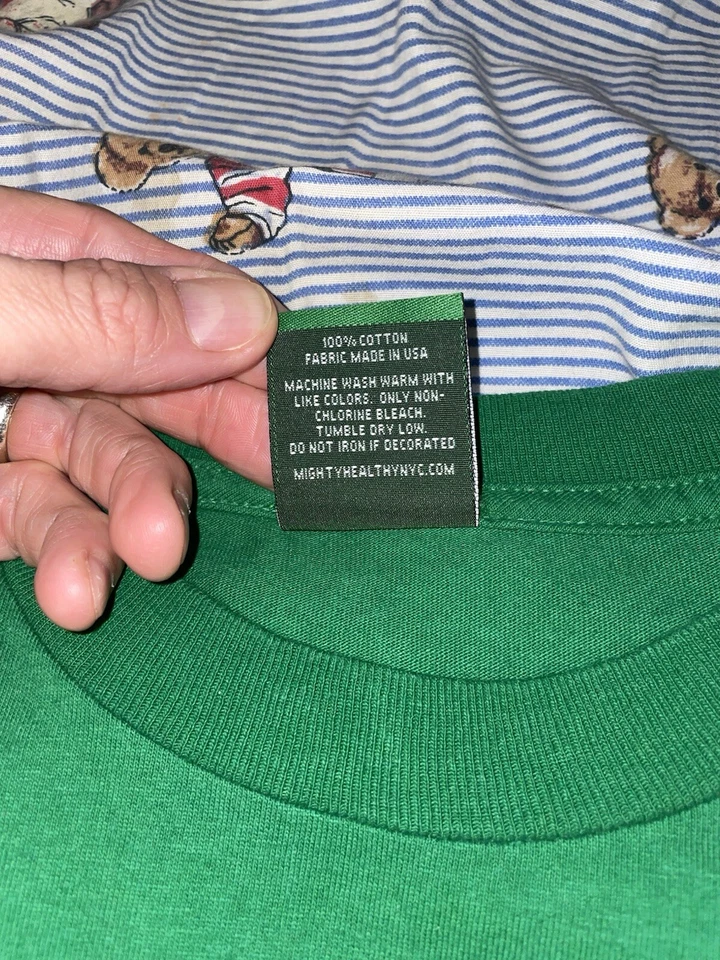 100% COTTON
FABRIC MADE IN USA
MACHINE WASH WARM WITH
LIKE COLORS. ONLY NON-
CHLORINE BLEACH.
TUMBLE DRY LOW.
DO NOT IRON IF DECORATED
MIGHTYHEALTHYNYC.COM